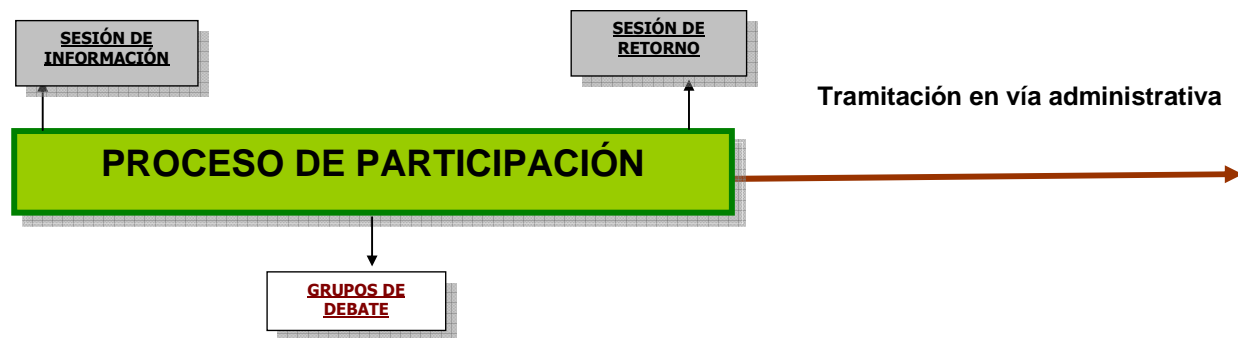 SESIÓN DE
INFORMACIÓN
SESIÓN DE
RETORNO
Tramitación en vía administrativa
PROCESO DE PARTICIPACIÓN
GRUPOS DE
DEBATE